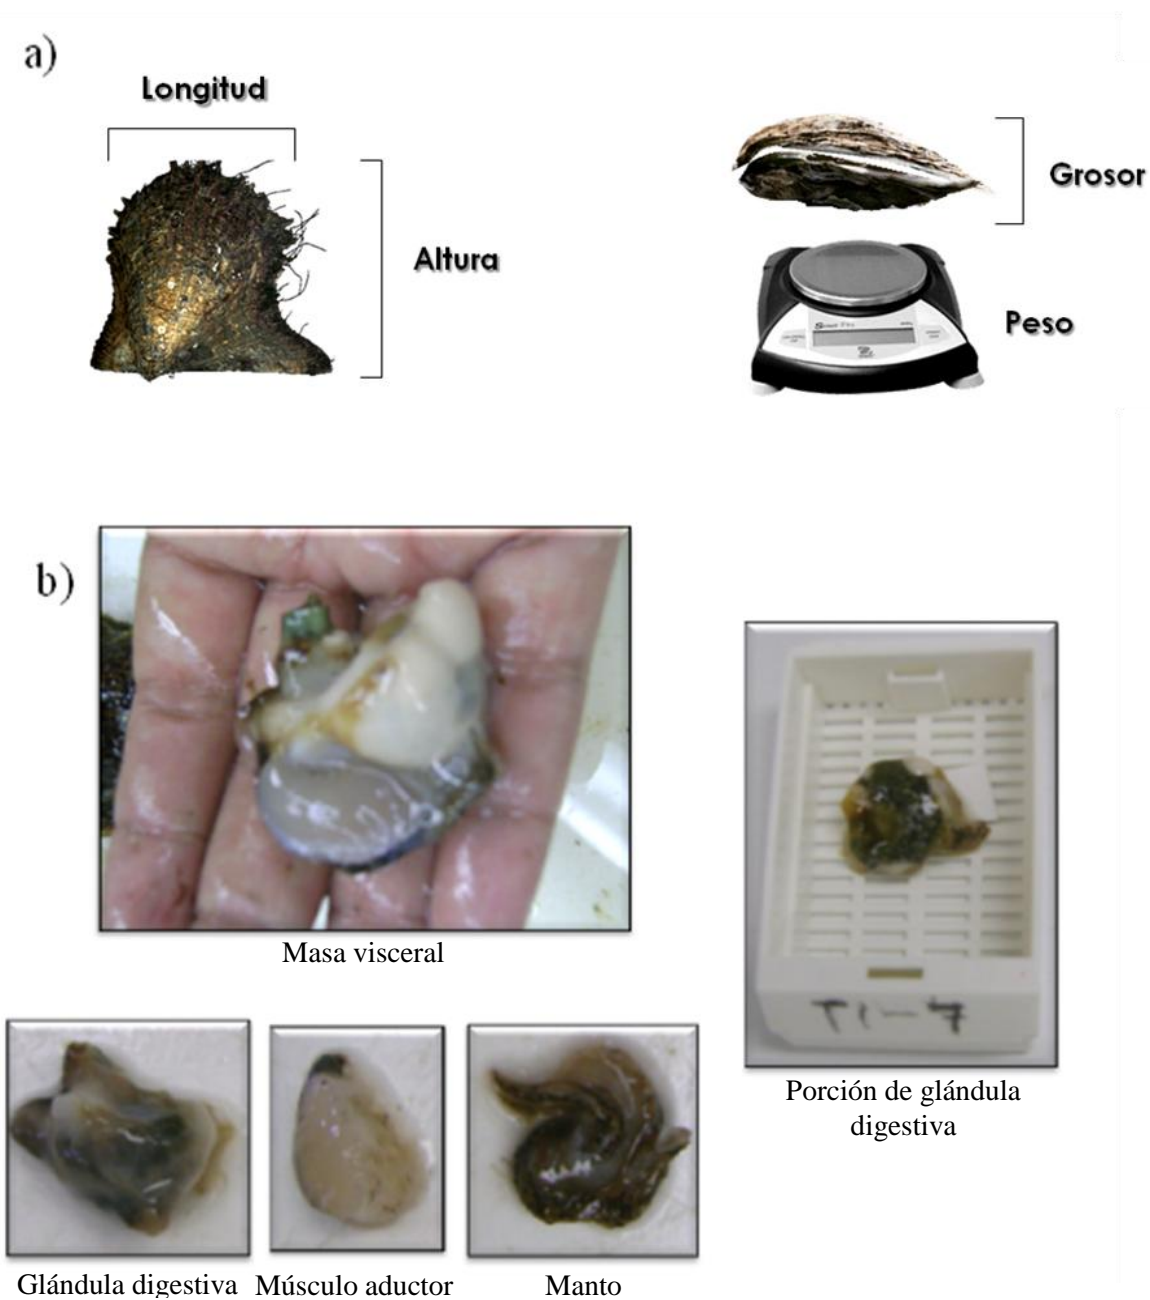 a)
Longitud
Altura
Grosor
Peso
b)
Masa visceral
T1-7
Porción de glándula
digestiva
Glándula digestiva
Músculo aductor
Manto